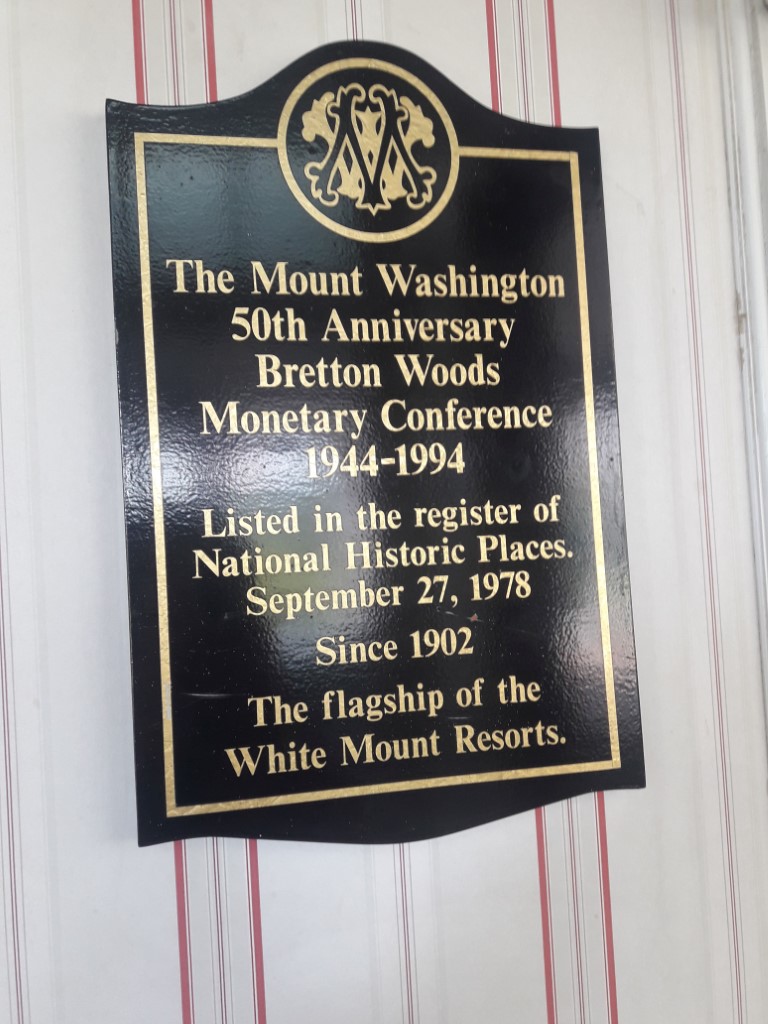 The Mount Washington
50th Anniversary
Bretton Woods
Monetary Conference
1944-1994
Listed in the register of
National Historic Places.
September 27, 1978
Since 1902
The flagship of the
White Mount Resorts.